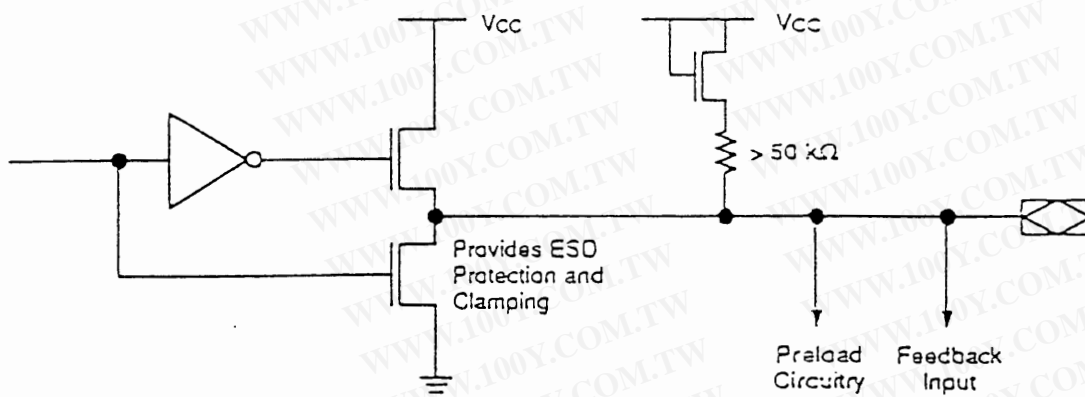 Vcc
Vcc
> 50 kΩ
Provides ESD
Protection and
Clamping
Preload
Circuitry
Feedback
Input
WWW.100Y.COM.TW